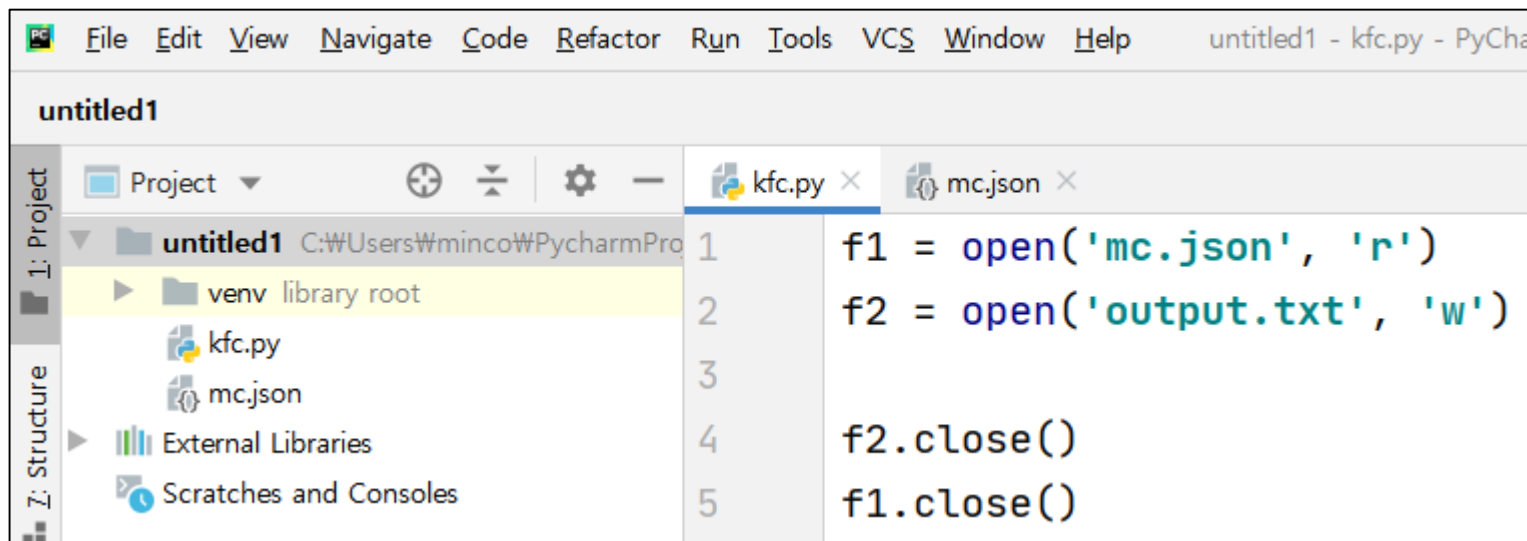 PC File Edit View Navigate Code Refactor Run Tools VCS Window Help untitled1 - kfc.py - PyCha
untitled1
1: Project
Project
untitled1 C:₩Users₩minco₩PycharmPro
venv library root
kfc.py
mc.json
External Libraries
Scratches and Consoles
7: Structure
kfc.py mc.json
1 f1 = open('mc.json', 'r')
2 f2 = open('output.txt', 'w')
3
4 f2.close()
5 f1.close()